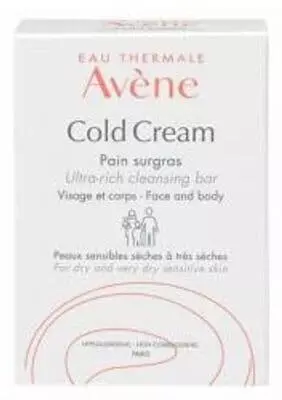 EAU THERMALE
Avène
Cold Cream
Pain surgras
Ultra-rich cleansing bar
Visage et corps - Face and body
Peaux sensibles sèches à très sèches
For dry and very dry sensitive skin
PARIS